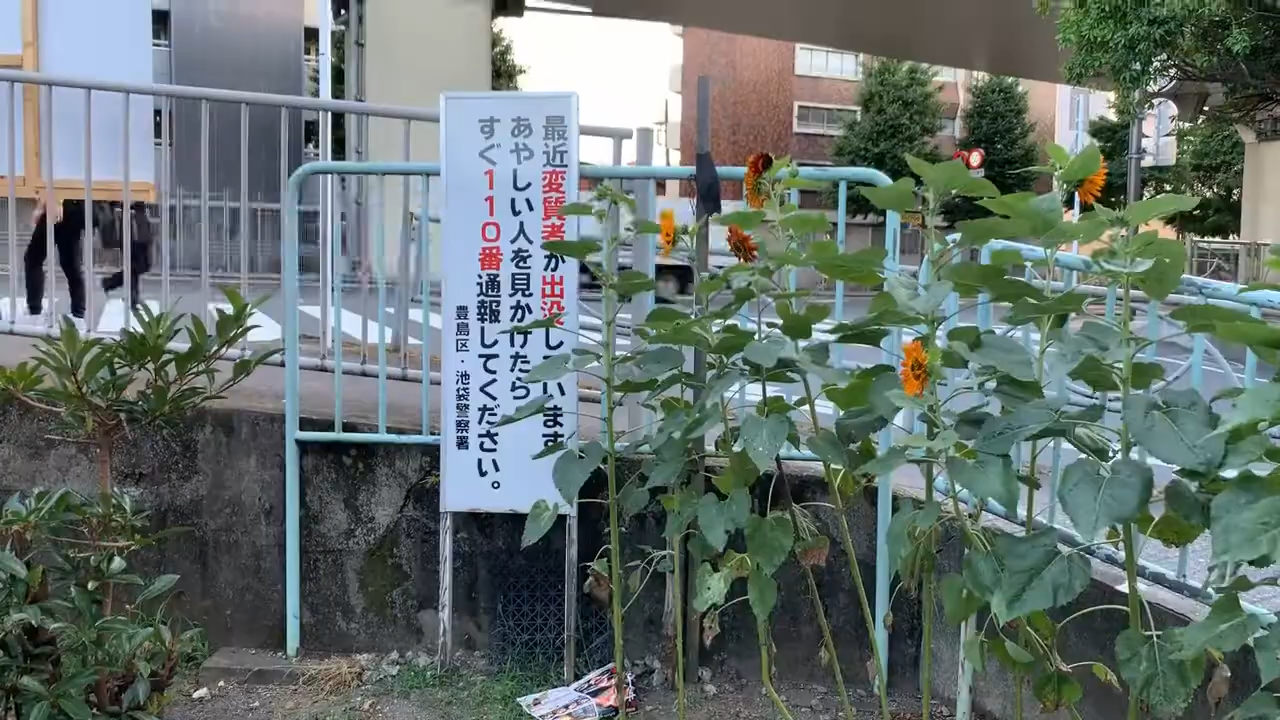 最近変質者が出没しています
あやしい人を見かけたら
すぐ110番通報してください。
豊島区・池袋警察署